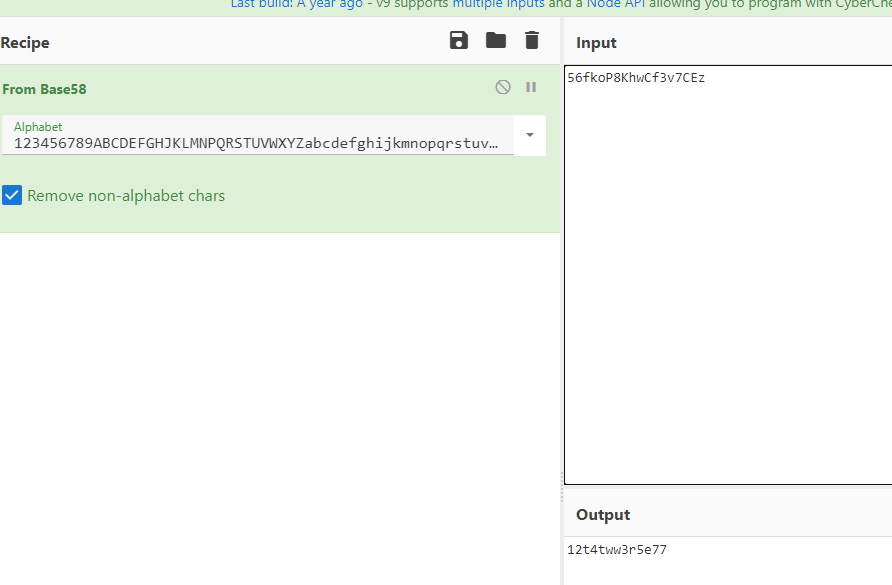 Last build: A year ago - v9 supports multiple inputs and a Node API allowing you to program with CyberChe
Recipe
Input
From Base58
56fkoP8KhwCf3v7CEz
Alphabet
123456789ABCDEFGHJKLMNPQRSTUVWXYZabcdefghijkmnopqrstuv…
Remove non-alphabet chars
Output
12t4tww3r5e77